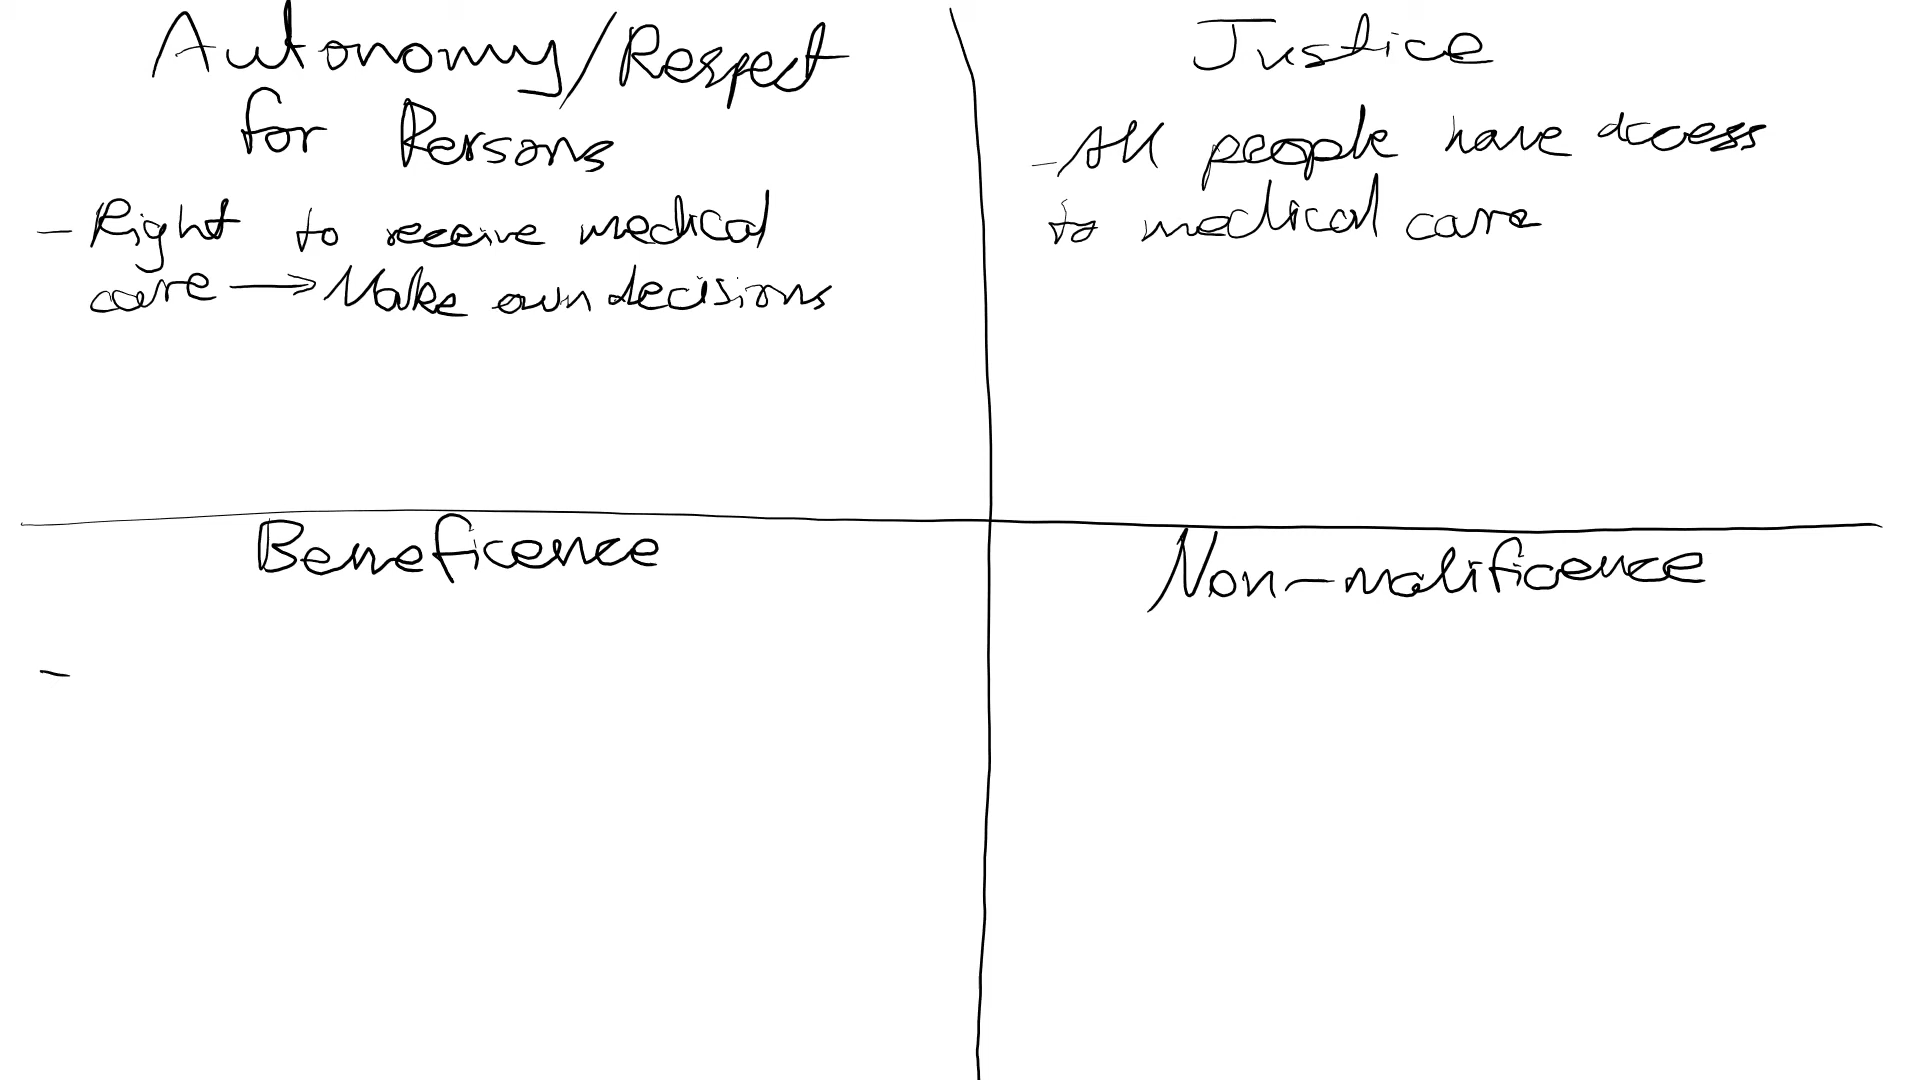 Autonomy/Respect
for Persons
- Right to receive medical
care → Make own decisions
Justice
- All people have access
to medical care
Beneficence
-
Non-malificence